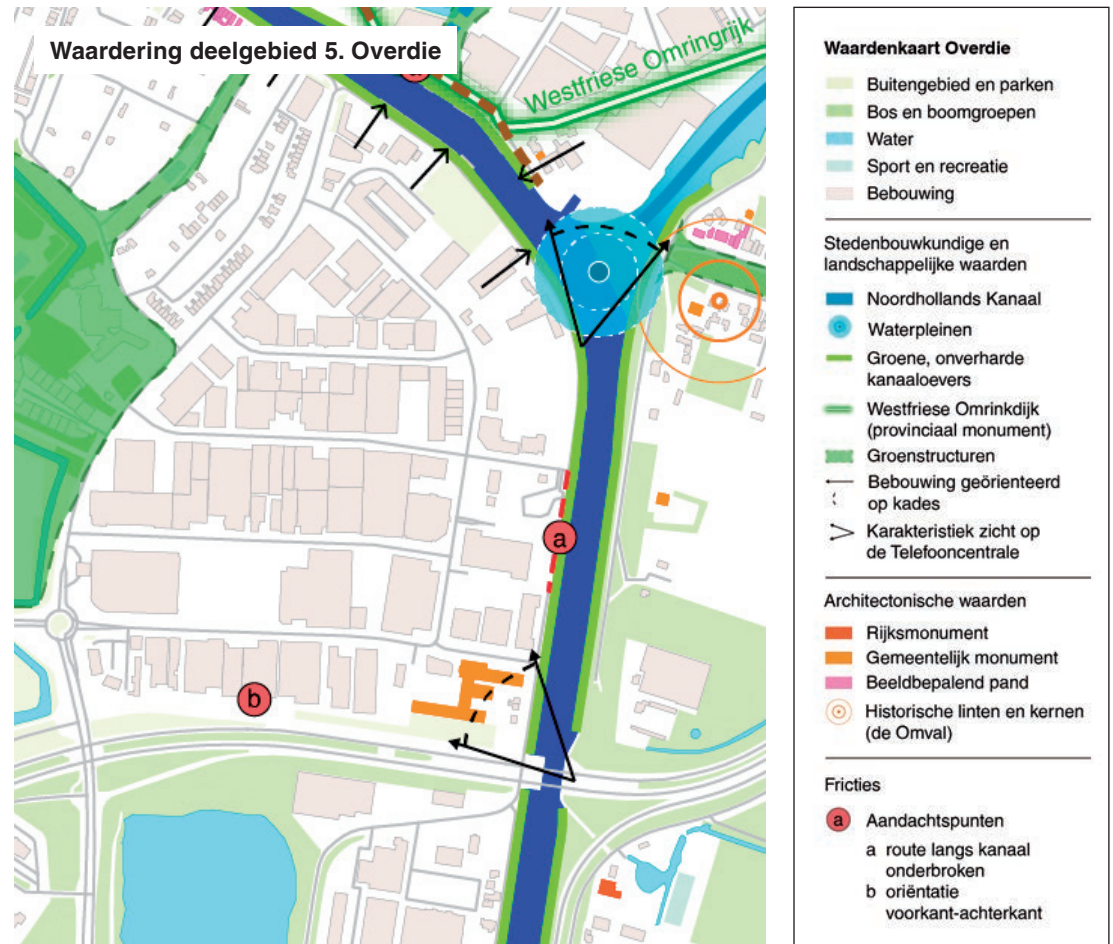 Waardering deelgebied 5. Overdie
Westfriese Omringrijk
a
a
b
Waardenkaart Overdie
Buitengebied en parken
Bos en boomgroepen
Water
Sport en recreatie
Bebouwing
Stedenbouwkundige en
landschappelijke waarden
Noordhollands Kanaal
Waterpleinen
Groene, onverharde
kanaaloevers
Westfriese Omrinkdijk
(provinciaal monument)
Groenstructuren
Bebouwing geörienteerd
op kades
Karakteristiek zicht op
de Telefooncentrale
Architectonische waarden
Rijksmonument
Gemeentelijk monument
Beeldbepalend pand
Historische linten en kernen
(de Omval)
Fricties
a Aandachtspunten
a route langs kanaal
onderbroken
b oriëntatie
voorkant-achterkant